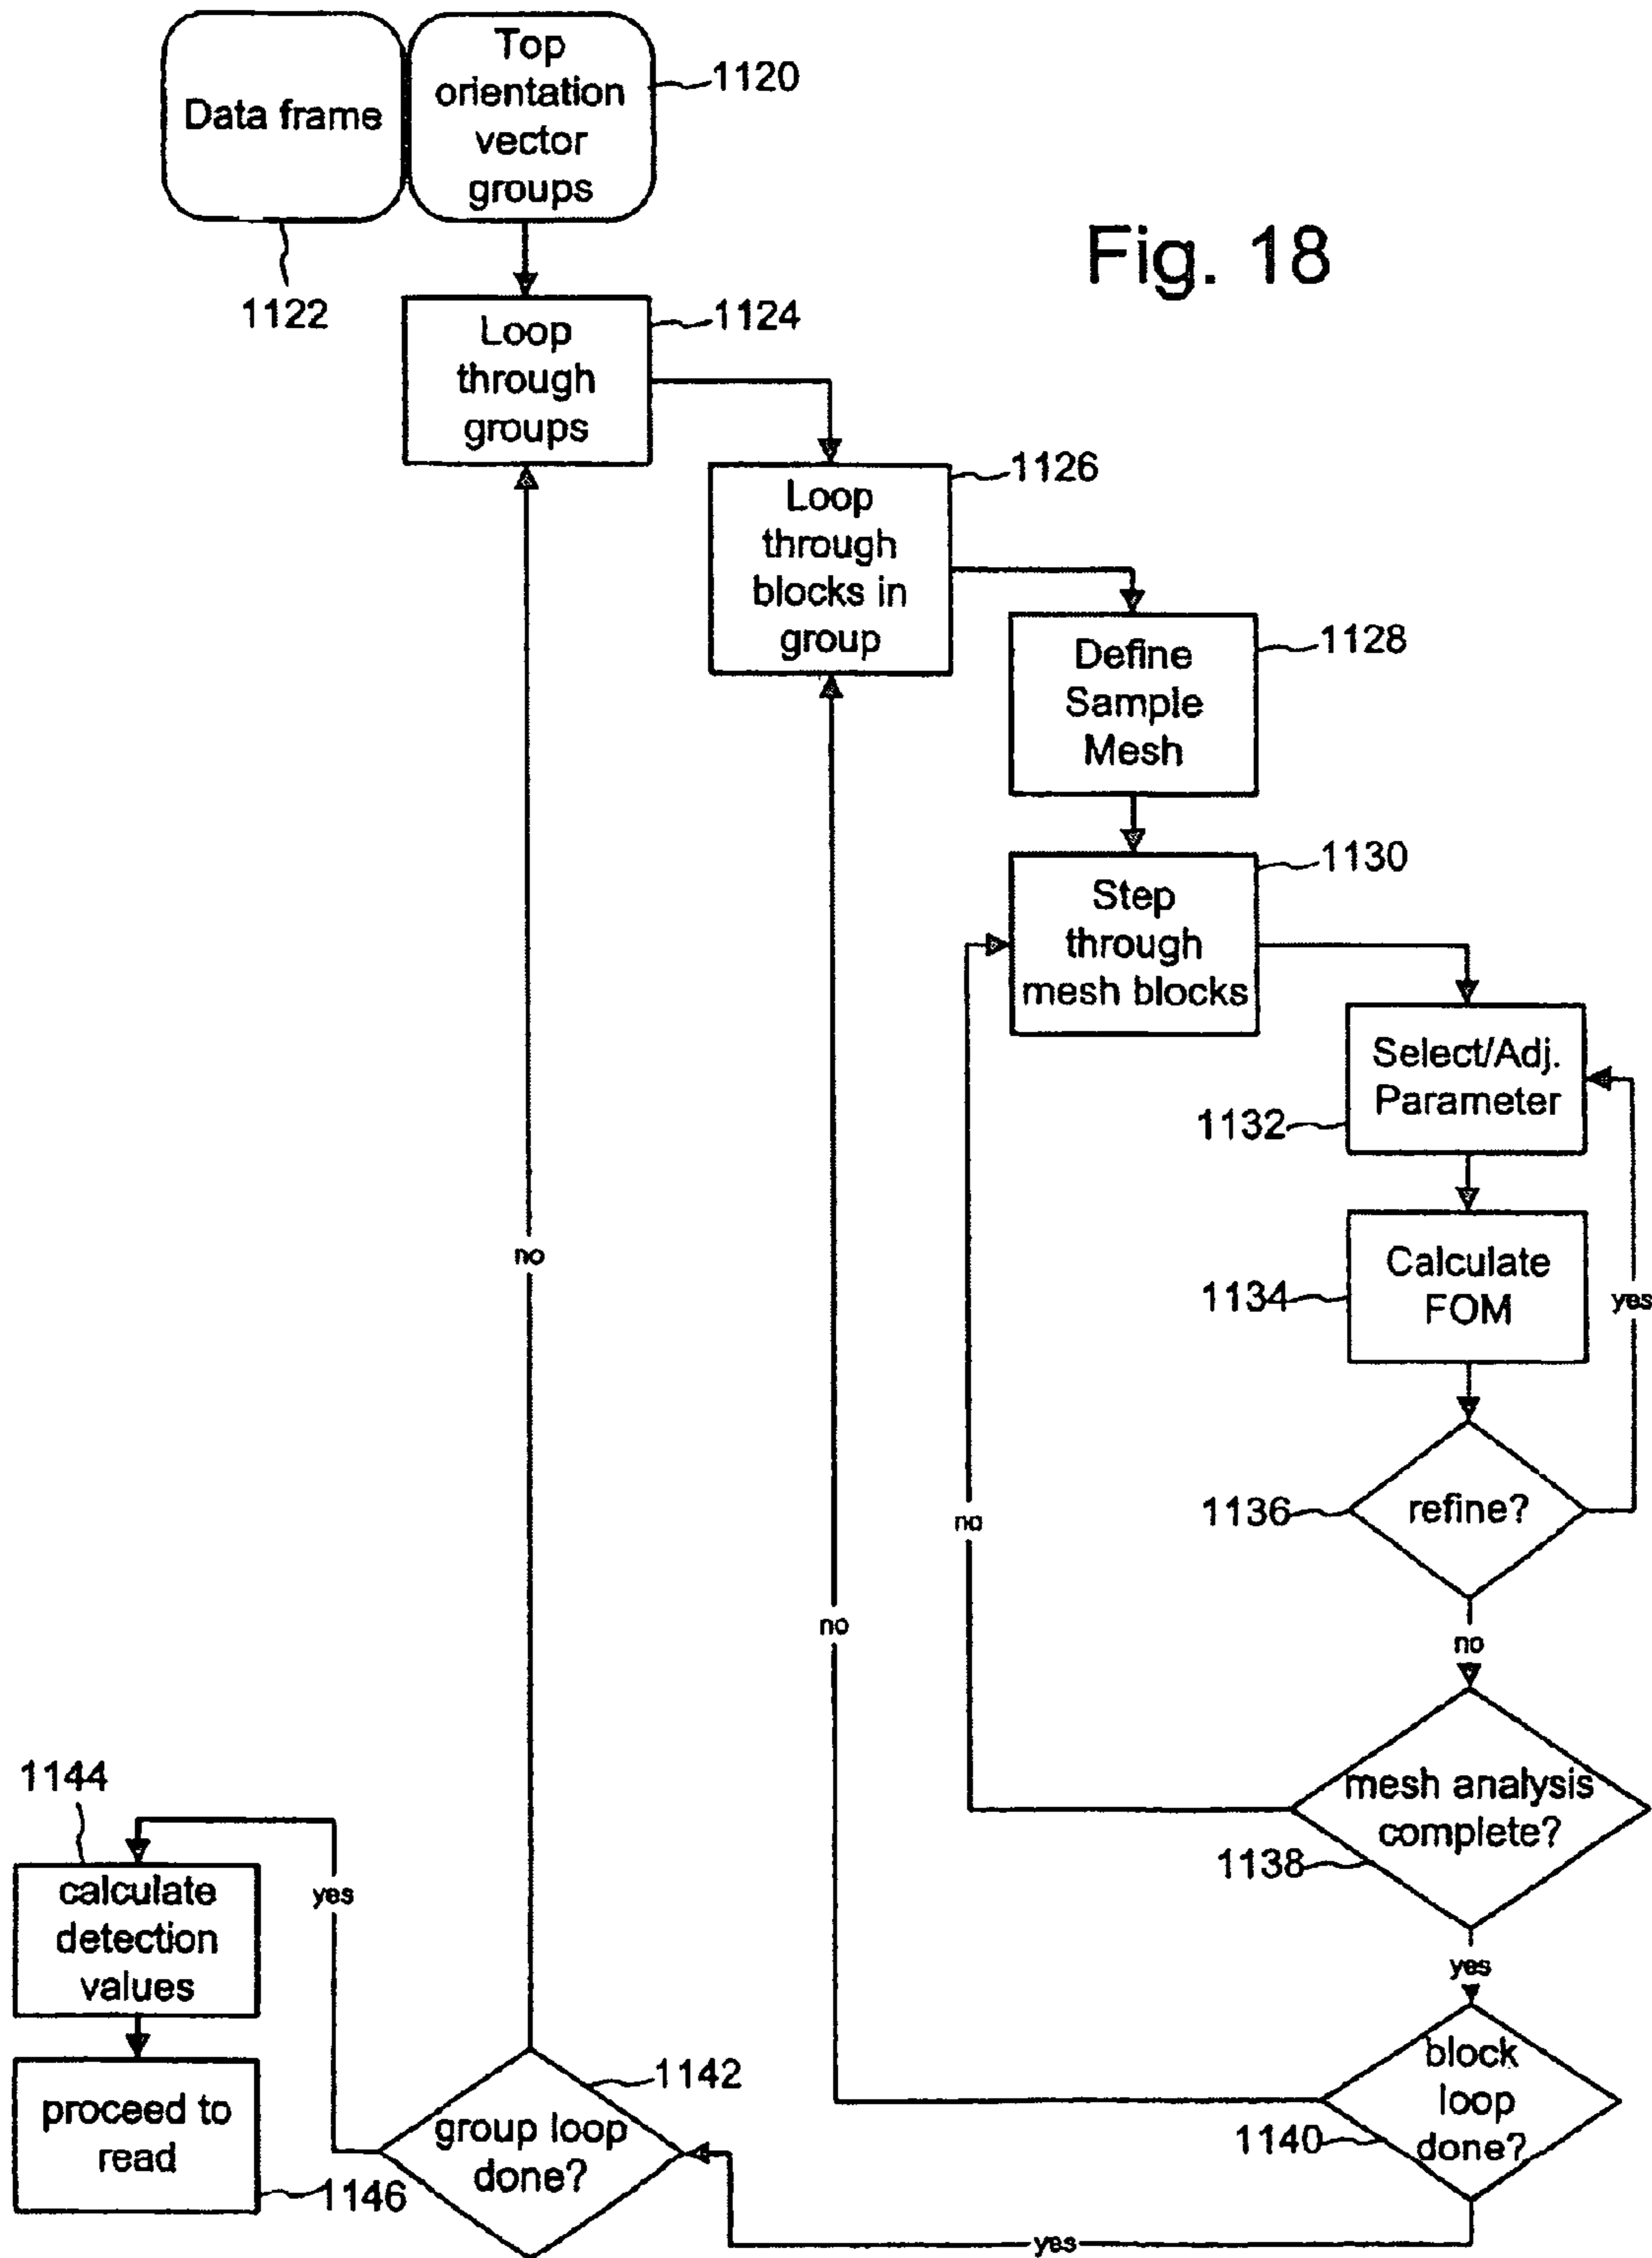 Data frame
Top
orientation
vector
groups
1120
1122
Fig. 18
Loop
through
groups
1124
Loop
through
blocks in
group
1126
Define
Sample
Mesh
1128
Step
through
mesh blocks
1130
Select/Adj.
Parameter
1132
Calculate
FOM
1134
yes
no
refine?
1136
no
no
no
mesh analysis
complete?
1138
yes
1144
calculate
detection
values
yes
block
loop
done?
1140
proceed to
read
1146
group loop
done?
1142
yes